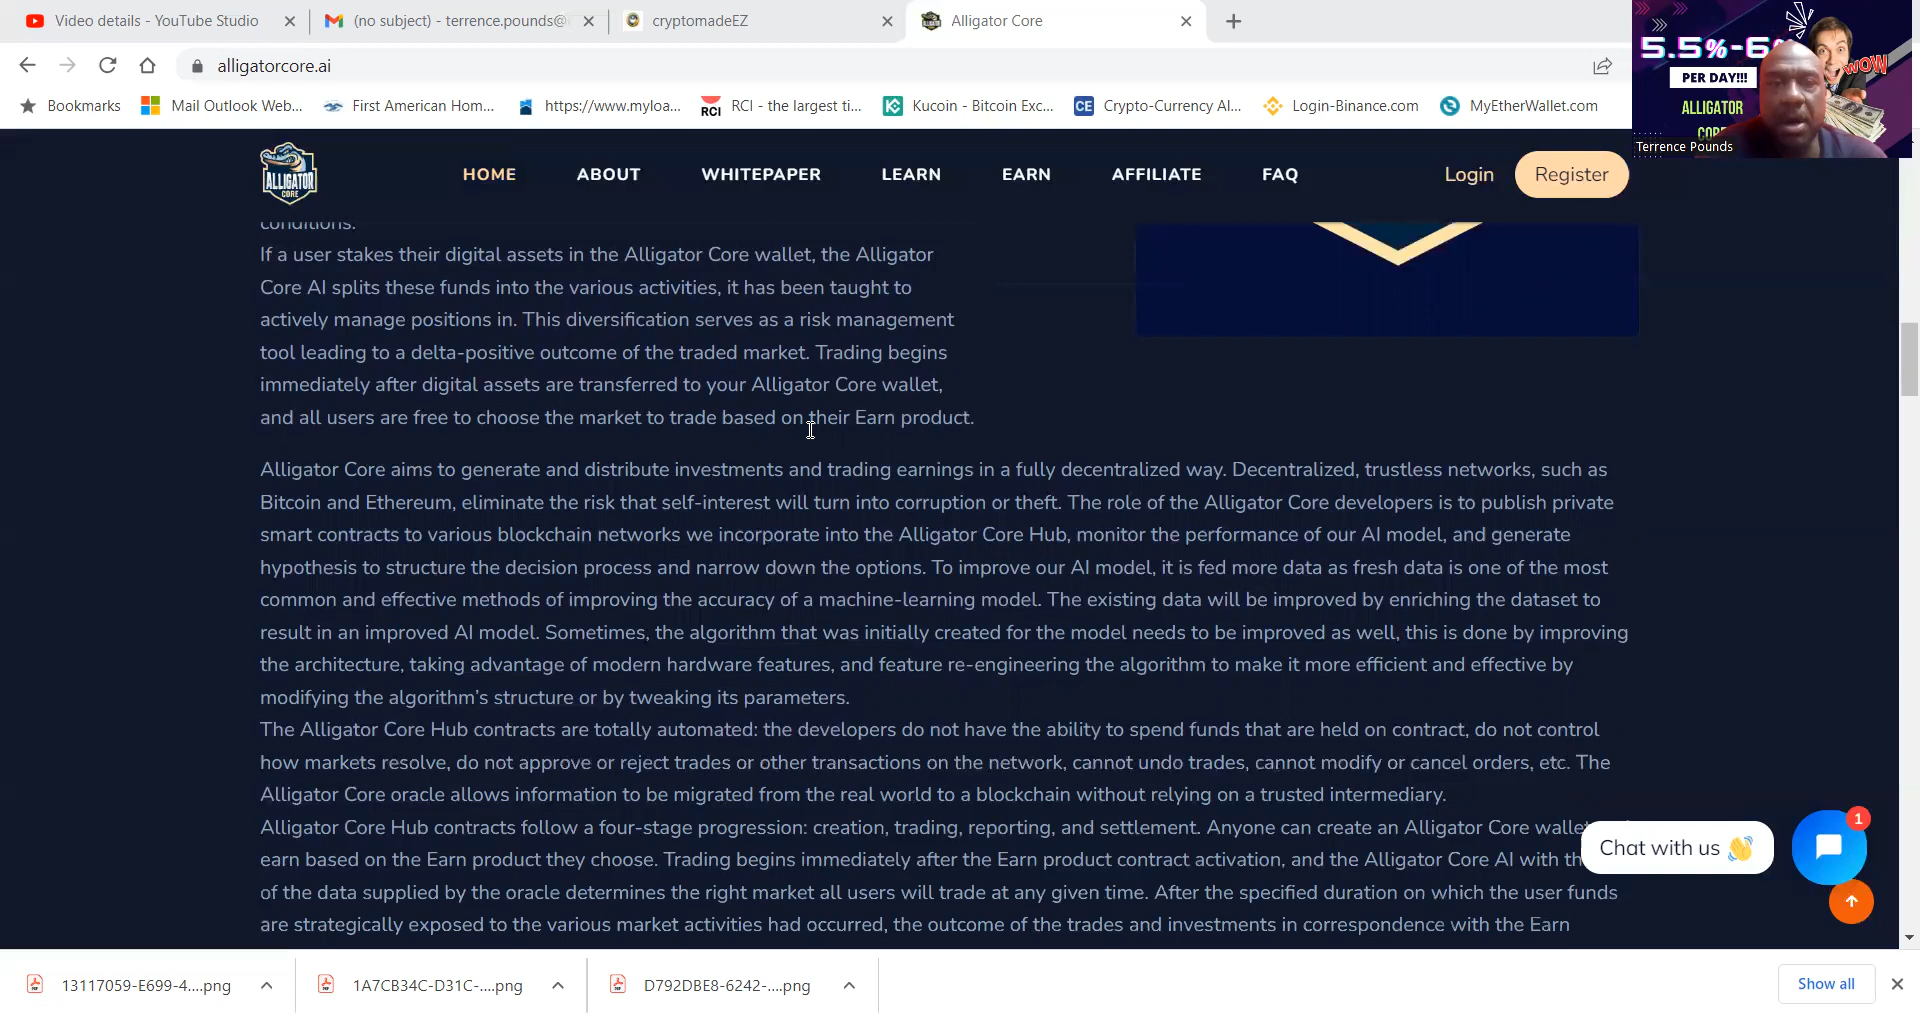 Video details - YouTube Studio
(no subject) - terrence.pounds@
cryptomadeEZ
Alligator Core
alligatorcore.ai
Bookmarks
Mail Outlook Web...
First American Hom...
https://www.myloa...
RCI
RCI - the largest ti...
Kucoin - Bitcoin Exc...
CE
Crypto-Currency Al...
Login-Binance.com
MyEtherWallet.com
5.5%-6%
WOW
PER DAY!!!
ALLIGATOR
CORE
Terrence Pounds
ALLIGATOR
CORE
HOME
ABOUT
WHITEPAPER
LEARN
EARN
AFFILIATE
FAQ
Login
Register
conditions.
If a user stakes their digital assets in the Alligator Core wallet, the Alligator
Core AI splits these funds into the various activities, it has been taught to
actively manage positions in. This diversification serves as a risk management
tool leading to a delta-positive outcome of the traded market. Trading begins
immediately after digital assets are transferred to your Alligator Core wallet,
and all users are free to choose the market to trade based on their Earn product.
Alligator Core aims to generate and distribute investments and trading earnings in a fully decentralized way. Decentralized, trustless networks, such as
Bitcoin and Ethereum, eliminate the risk that self-interest will turn into corruption or theft. The role of the Alligator Core developers is to publish private
smart contracts to various blockchain networks we incorporate into the Alligator Core Hub, monitor the performance of our AI model, and generate
hypothesis to structure the decision process and narrow down the options. To improve our AI model, it is fed more data as fresh data is one of the most
common and effective methods of improving the accuracy of a machine-learning model. The existing data will be improved by enriching the dataset to
result in an improved AI model. Sometimes, the algorithm that was initially created for the model needs to be improved as well, this is done by improving
the architecture, taking advantage of modern hardware features, and feature re-engineering the algorithm to make it more efficient and effective by
modifying the algorithm's structure or by tweaking its parameters.
The Alligator Core Hub contracts are totally automated: the developers do not have the ability to spend funds that are held on contract, do not control
how markets resolve, do not approve or reject trades or other transactions on the network, cannot undo trades, cannot modify or cancel orders, etc. The
Alligator Core oracle allows information to be migrated from the real world to a blockchain without relying on a trusted intermediary.
Alligator Core Hub contracts follow a four-stage progression: creation, trading, reporting, and settlement. Anyone can create an Alligator Core wallet
earn based on the Earn product they choose. Trading begins immediately after the Earn product contract activation, and the Alligator Core AI with th
of the data supplied by the oracle determines the right market all users will trade at any given time. After the specified duration on which the user funds
are strategically exposed to the various market activities had occurred, the outcome of the trades and investments in correspondence with the Earn
Chat with us 👋
1
13117059-E699-4....png
1A7CB34C-D31C-....png
D792DBE8-6242-....png
Show all